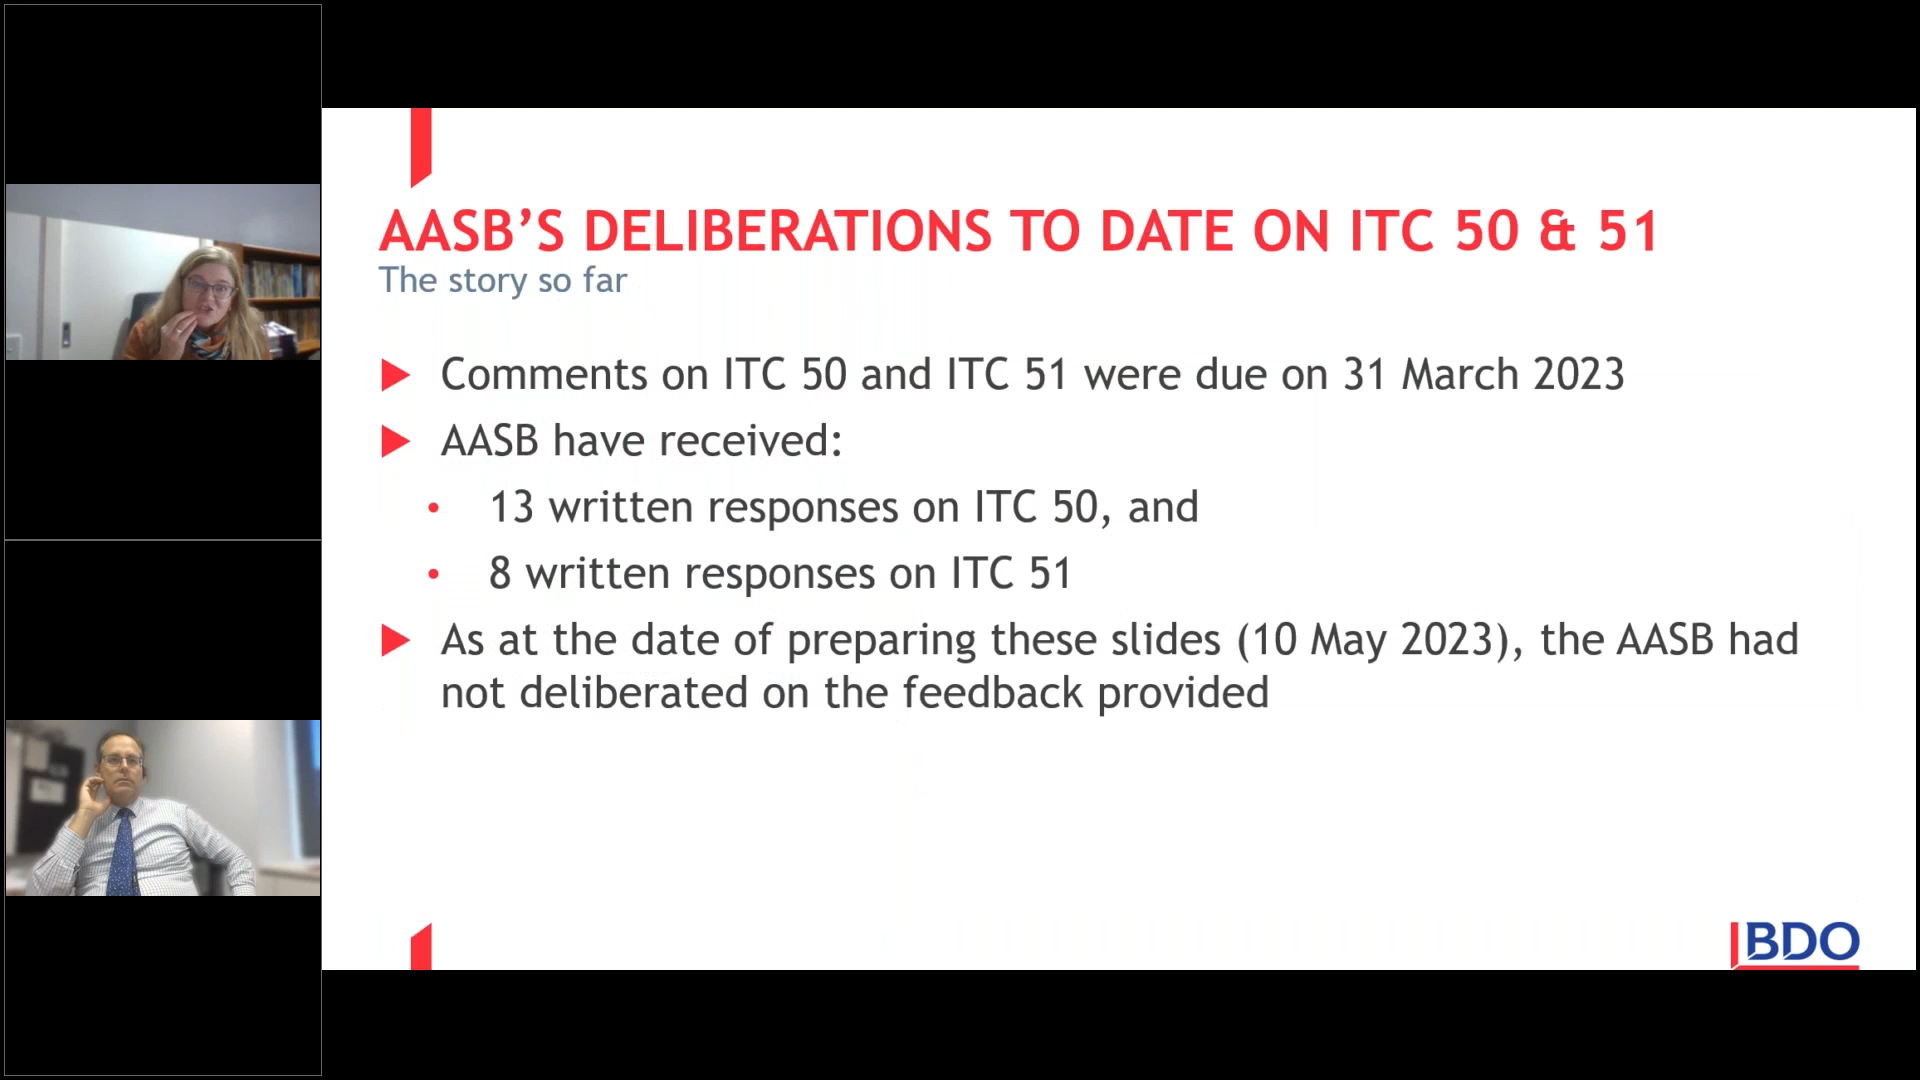 AASB’S DELIBERATIONS TO DATE ON ITC 50 & 51
The story so far
Comments on ITC 50 and ITC 51 were due on 31 March 2023
AASB have received:
13 written responses on ITC 50, and
8 written responses on ITC 51
As at the date of preparing these slides (10 May 2023), the AASB had
not deliberated on the feedback provided
BDO